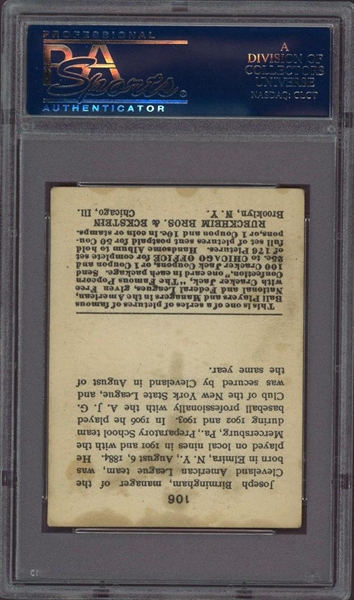 PROFESSIONAL
PSA
Sports
AUTHENTICATOR
A
DIVISION OF
COLLECTORS
UNIVERSE
NASDAQ: CLCT
106
Joseph Birmingham, manager of the
Cleveland American League team, was
born in Elmira, N. Y., August 6, 1884. He
played on local nines in 1901 and with the
Mercersburg, Pa., Preparatory School team
during 1902 and 1903. In 1906 he played
baseball professionally with the A. J. G.
Club of the New York State League, and
was secured by Cleveland in August of
the same year.
This is one of a series of pictures of famous
Ball Players and Managers in the American,
National and Federal Leagues, given Free
with Cracker Jack, "The Famous Popcorn
Confection," one card in each package. Send
100 Cracker Jack Coupons, or 1 Coupon and
25c. to CHICAGO OFFICE for complete set
of 176 Pictures. Handsome Album to hold
full set of pictures sent postpaid for 50 Cou-
pons, or 1 Coupon and 10c. in coin or stamps.
RUECKHEIM BROS. & ECKSTEIN
Brooklyn, N. Y. Chicago, Ill.